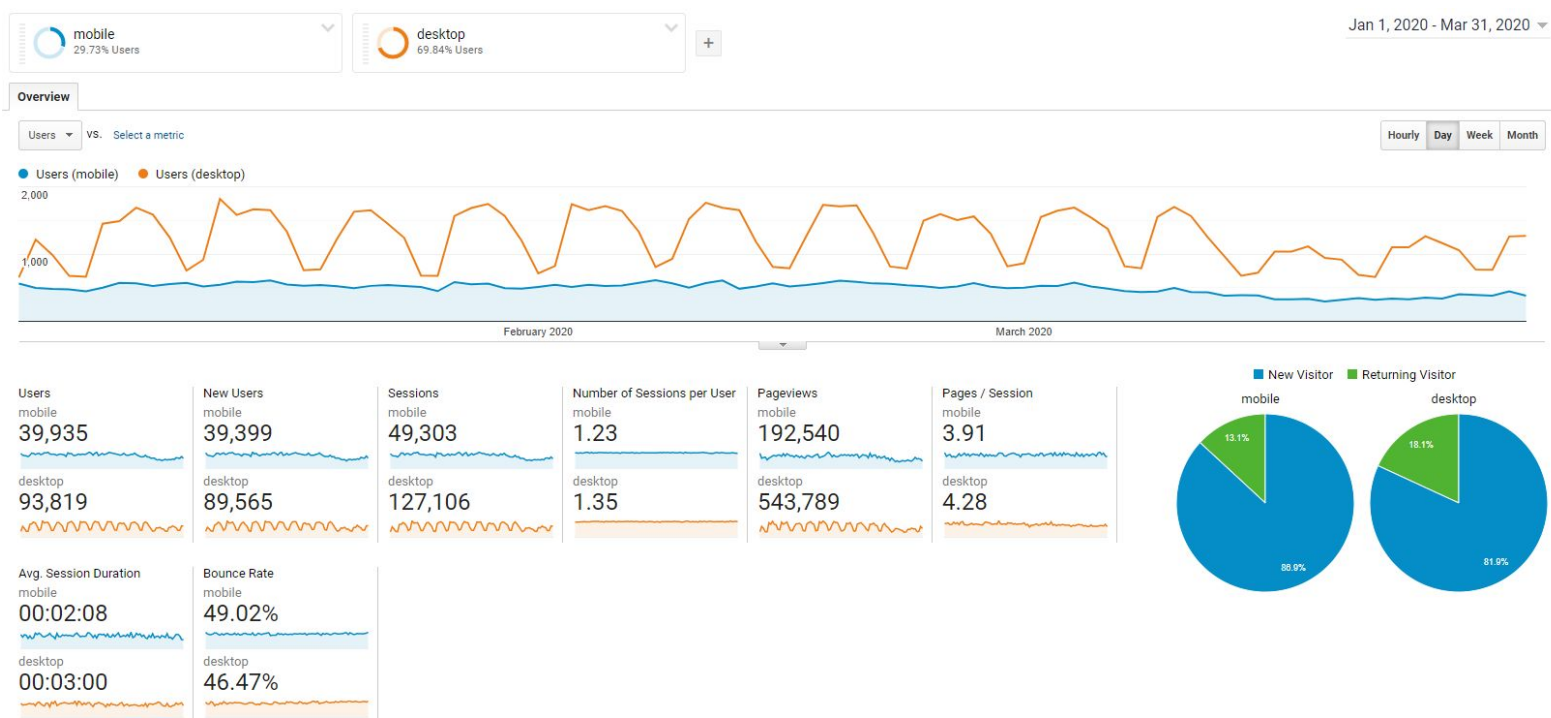 mobile
29.73% Users
desktop
69.84% Users
+
Jan 1, 2020 - Mar 31, 2020
Overview
Users VS. Select a metric
Hourly Day Week Month
Users (mobile) Users (desktop)
2,000
1,000
February 2020 March 2020
Users
mobile
39,935
desktop
93,819
New Users
mobile
39,399
desktop
89,565
Sessions
mobile
49,303
desktop
127,106
Number of Sessions per User
mobile
1.23
desktop
1.35
Pageviews
mobile
192,540
desktop
543,789
Pages / Session
mobile
3.91
desktop
4.28
Avg. Session Duration
mobile
00:02:08
desktop
00:03:00
Bounce Rate
mobile
49.02%
desktop
46.47%
New Visitor Returning Visitor
mobile
13.1%
86.9%
desktop
18.1%
81.9%